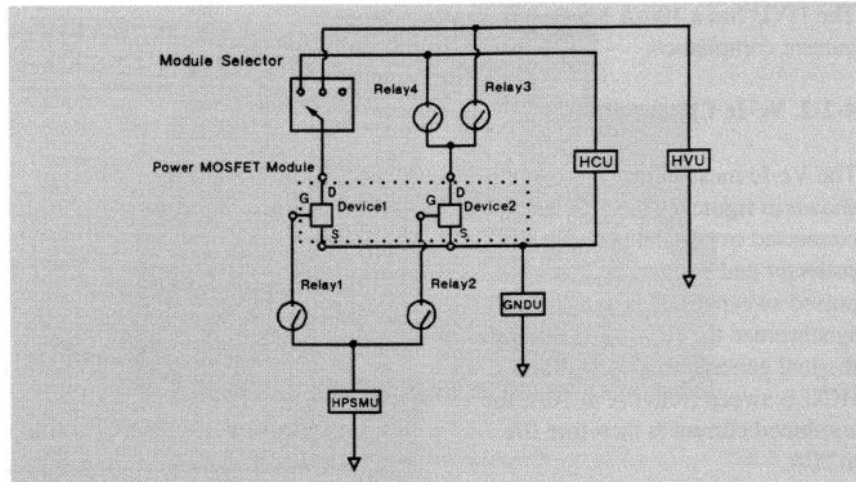 Module Selector
Relay4
Relay3
Power MOSFET Module
HCU
HVU
D
D
G
Device1
G
Device2
S
S
Relay1
Relay2
GNDU
HPSMU